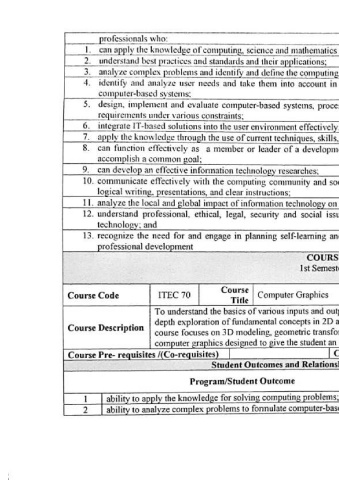 professionals who:
1. can apply the knowledge of computing, science and mathematics
2. understand best practices and standards and their applications;
3. analyze complex problems and identify and define the computing
4. identify and analyze user needs and take them into account in
computer-based systems;
5. design, implement and evaluate computer-based systems, proce
requirements under various constraints;
6. integrate IT-based solutions into the user environment effectively
7. apply the knowledge through the use of current techniques, skills,
8. can function effectively as a member or leader of a developm
accomplish a common goal;
9. can develop an effective information technology researches;
10. communicate effectively with the computing community and so
logical writing, presentations, and clear instructions;
11. analyze the local and global impact of information technology on
12. understand professional, ethical, legal, security and social iss
technology; and
13. recognize the need for and engage in planning self-learning an
professional development
COURS
1st Semest
Course Code ITEC 70 Course Title Computer Graphics
Course Description To understand the basics of various inputs and out
depth exploration of fundamental concepts in 2D a
course focuses on 3D modeling, geometric transfo
computer graphics designed to give the student an
Course Pre- requisites /(Co-requisites) C
Student Outcomes and Relations
Program/Student Outcome
1 ability to apply the knowledge for solving computing problems;
2 ability to analyze complex problems to formulate computer-bas